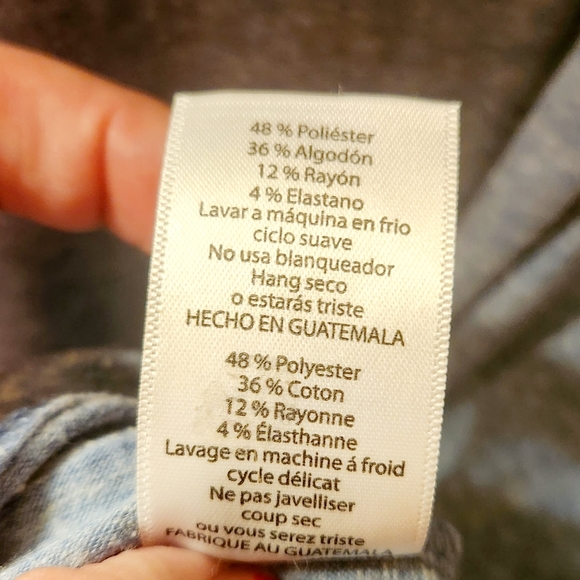 48 % Poliéster
36 % Algodón
12 % Rayón
4 % Elastano
Lavar a máquina en frio
ciclo suave
No usa blanqueador
Hang seco
o estarás triste
HECHO EN GUATEMALA
48 % Polyester
36 % Coton
12 % Rayonne
4 % Élasthanne
Lavage en machine á froid
cycle délicat
Ne pas javelliser
coup sec
ou vous serez triste
FABRIQUE AU GUATEMALA